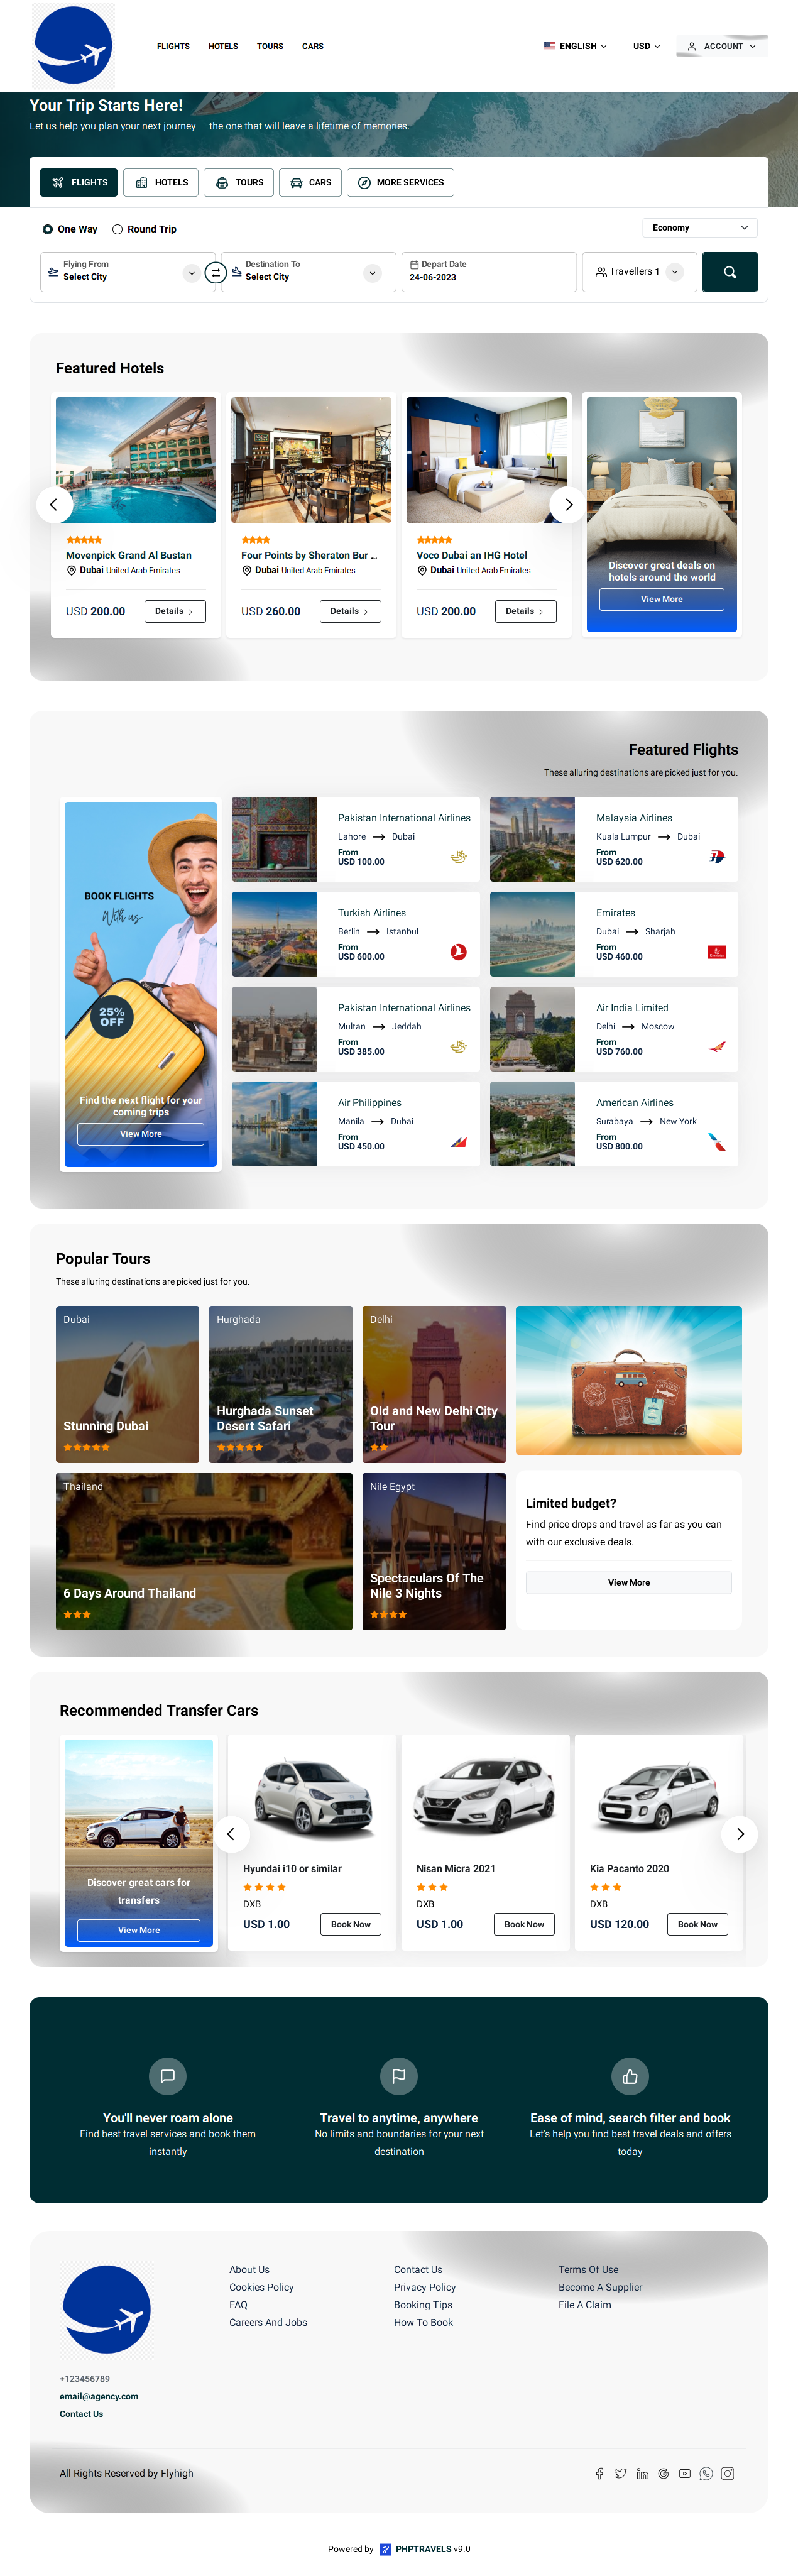 FLIGHTS HOTELS TOURS CARS ENGLISH USD ACCOUNT
Your Trip Starts Here!
Let us help you plan your next journey — the one that will leave a lifetime of memories.
FLIGHTS HOTELS TOURS CARS MORE SERVICES
One Way Round Trip Economy
Flying From
Select City
Destination To
Select City
Depart Date
24-06-2023
Travellers 1
Featured Hotels
Movenpick Grand Al Bustan
Dubai United Arab Emirates
USD 200.00 Details
Four Points by Sheraton Bur ...
Dubai United Arab Emirates
USD 260.00 Details
Voco Dubai an IHG Hotel
Dubai United Arab Emirates
USD 200.00 Details
Discover great deals on
hotels around the world
View More
Featured Flights
These alluring destinations are picked just for you.
BOOK FLIGHTS
With us
25%
OFF
Find the next flight for your
coming trips
View More
Pakistan International Airlines
Lahore Dubai
From
USD 100.00
Malaysia Airlines
Kuala Lumpur Dubai
From
USD 620.00
Turkish Airlines
Berlin Istanbul
From
USD 600.00
Emirates
Dubai Sharjah
From
USD 460.00
Pakistan International Airlines
Multan Jeddah
From
USD 385.00
Air India Limited
Delhi Moscow
From
USD 760.00
Air Philippines
Manila Dubai
From
USD 450.00
American Airlines
Surabaya New York
From
USD 800.00
Popular Tours
These alluring destinations are picked just for you.
Dubai
Stunning Dubai
Hurghada
Hurghada Sunset
Desert Safari
Delhi
Old and New Delhi City
Tour
Thailand
6 Days Around Thailand
Nile Egypt
Spectaculars Of The
Nile 3 Nights
Limited budget?
Find price drops and travel as far as you can
with our exclusive deals.
View More
Recommended Transfer Cars
Discover great cars for
transfers
View More
Hyundai i10 or similar
DXB
USD 1.00 Book Now
Nisan Micra 2021
DXB
USD 1.00 Book Now
Kia Pacanto 2020
DXB
USD 120.00 Book Now
You'll never roam alone
Find best travel services and book them
instantly
Travel to anytime, anywhere
No limits and boundaries for your next
destination
Ease of mind, search filter and book
Let's help you find best travel deals and offers
today
About Us
Cookies Policy
FAQ
Careers And Jobs
Contact Us
Privacy Policy
Booking Tips
How To Book
Terms Of Use
Become A Supplier
File A Claim
+123456789
email@agency.com
Contact Us
All Rights Reserved by Flyhigh
Powered by PHPTRAVELS v9.0